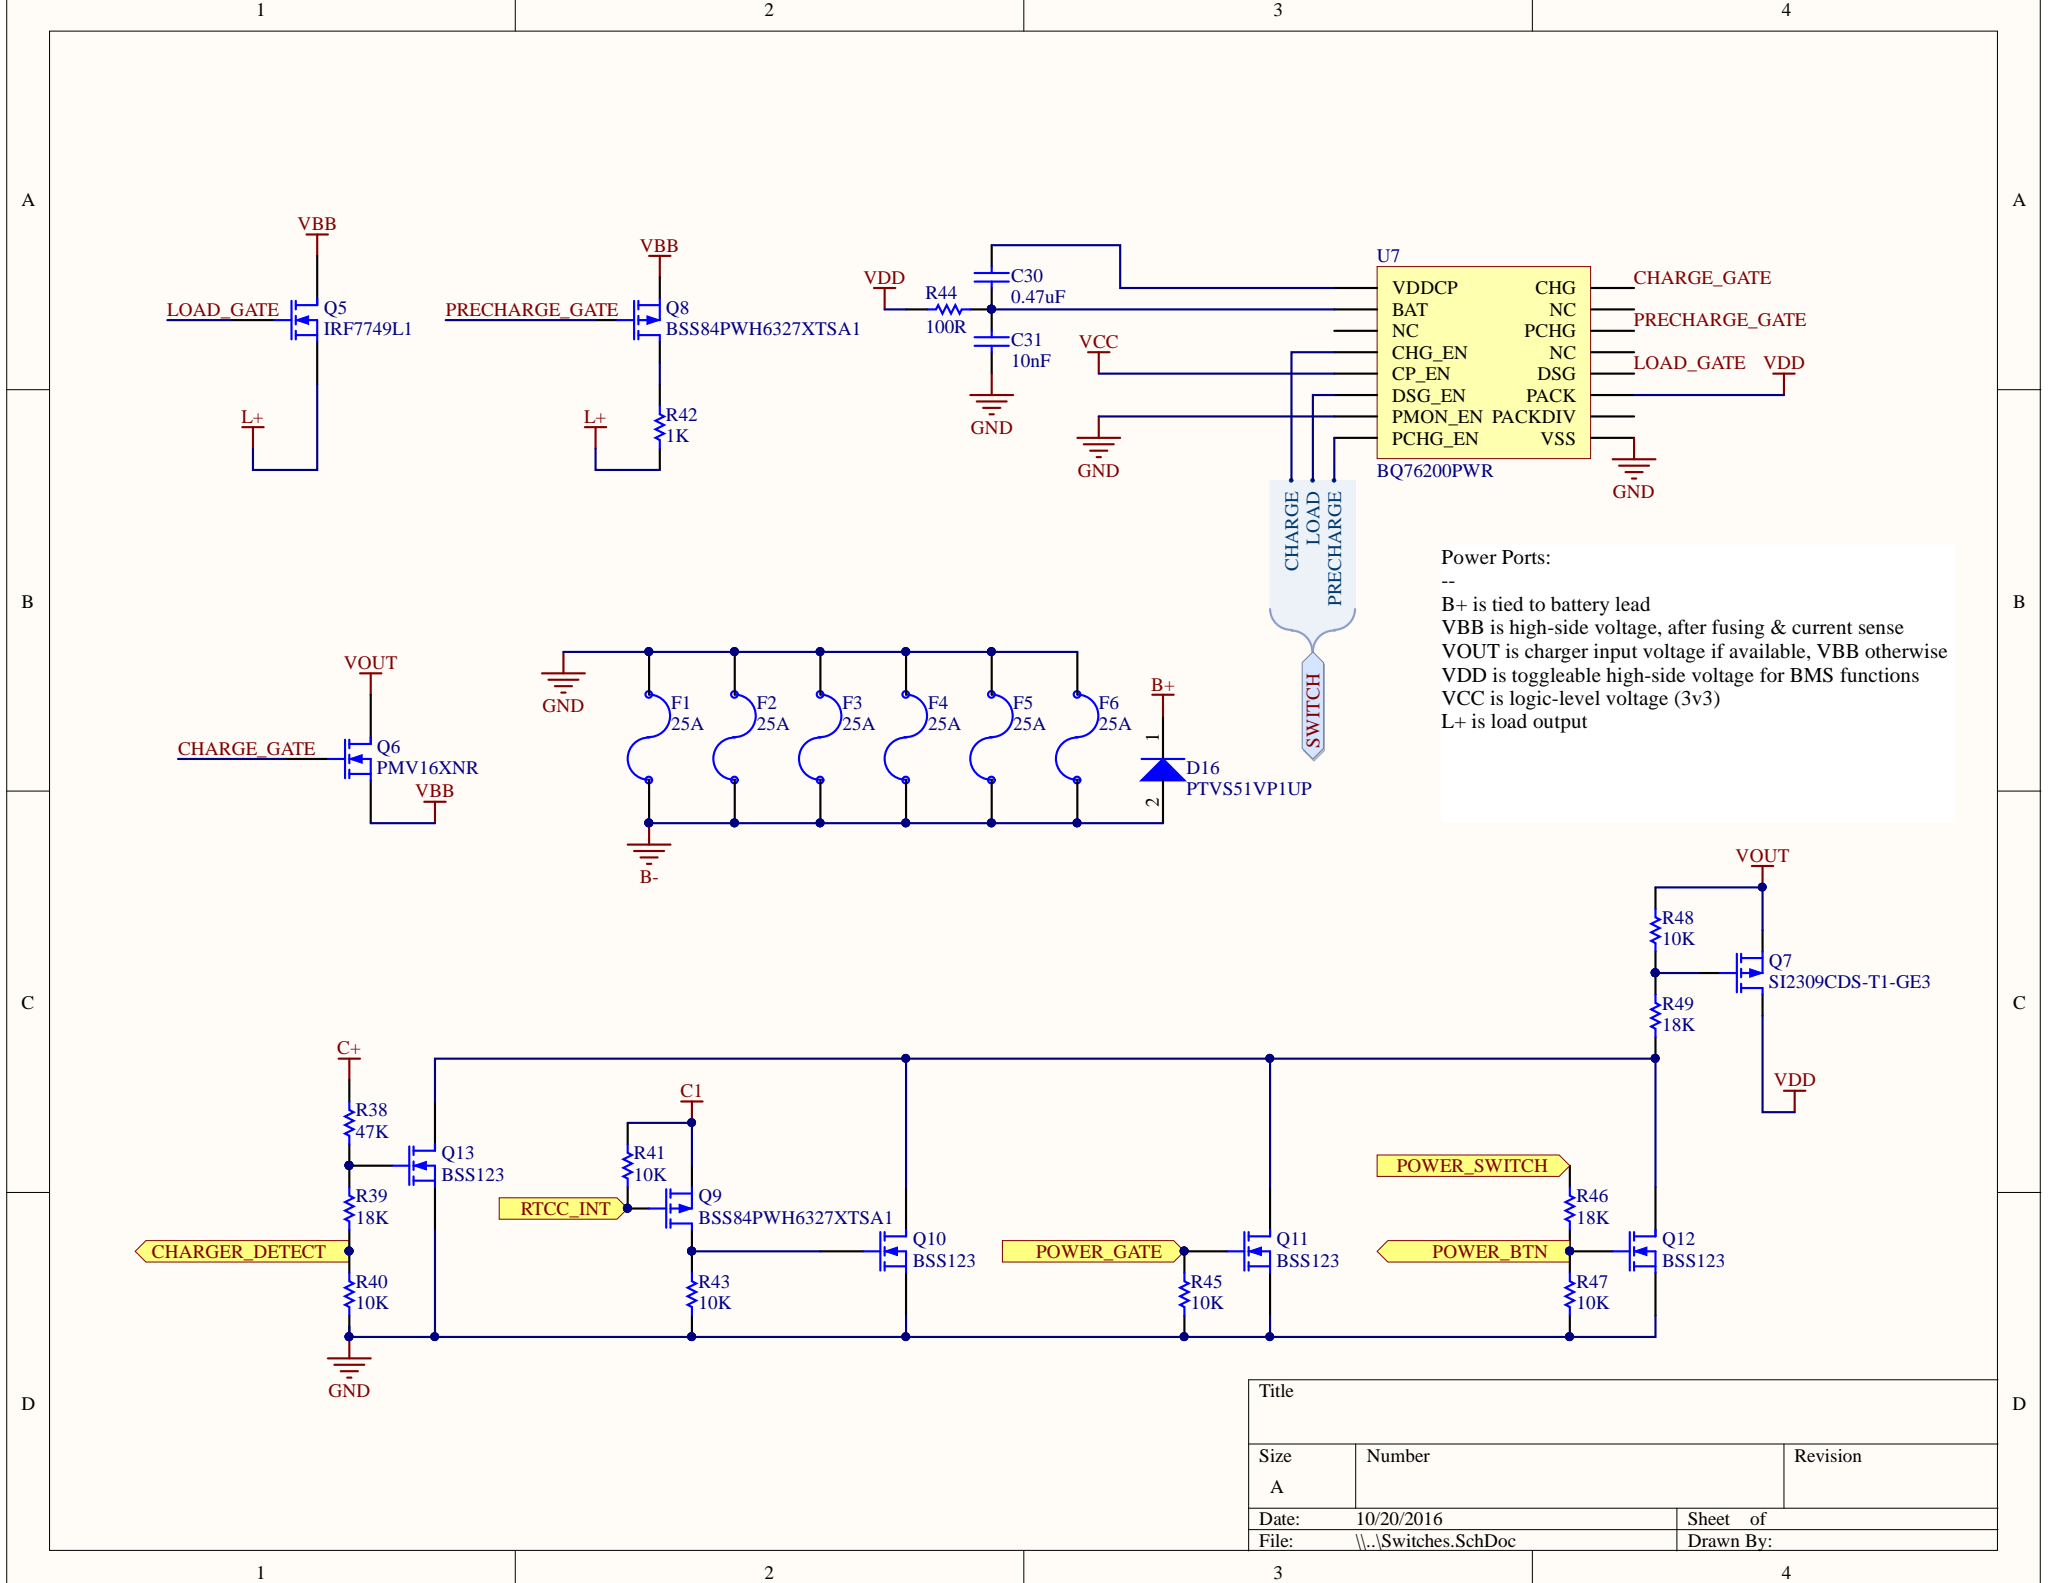 1
2
3
4
A
A
VBB
LOAD_GATE
Q5
IRF7749L1
L+
VBB
PRECHARGE_GATE
Q8
BSS84PWH6327XTSA1
R42
1K
L+
VDD
R44
100R
C30
0.47uF
C31
10nF
GND
VCC
GND
U7
VDDCP
BAT
NC
CHG_EN
CP_EN
DSG_EN
PMON_EN
PCHG_EN
CHG
NC
PCHG
NC
DSG
PACK
PACKDIV
VSS
BQ76200PWR
CHARGE_GATE
PRECHARGE_GATE
LOAD_GATE
VDD
GND
CHARGE
LOAD
PRECHARGE
SWITCH
B
B
Power Ports:
--
B+ is tied to battery lead
VBB is high-side voltage, after fusing & current sense
VOUT is charger input voltage if available, VBB otherwise
VDD is toggleable high-side voltage for BMS functions
VCC is logic-level voltage (3v3)
L+ is load output
VOUT
CHARGE_GATE
Q6
PMV16XNR
VBB
GND
F1
25A
F2
25A
F3
25A
F4
25A
F5
25A
F6
25A
B+
1
D16
PTVS51VP1UP
2
B-
C
C
VOUT
R48
10K
Q7
SI2309CDS-T1-GE3
R49
18K
VDD
C+
R38
47K
Q13
BSS123
R39
18K
CHARGER_DETECT
R40
10K
GND
C1
R41
10K
RTCC_INT
Q9
BSS84PWH6327XTSA1
Q10
BSS123
R43
10K
POWER_GATE
Q11
BSS123
R45
10K
POWER_SWITCH
R46
18K
POWER_BTN
Q12
BSS123
R47
10K
D
D
Title
Size
Number
Revision
A
Date:
10/20/2016
Sheet of
File:
\\..\Switches.SchDoc
Drawn By:
1
2
3
4